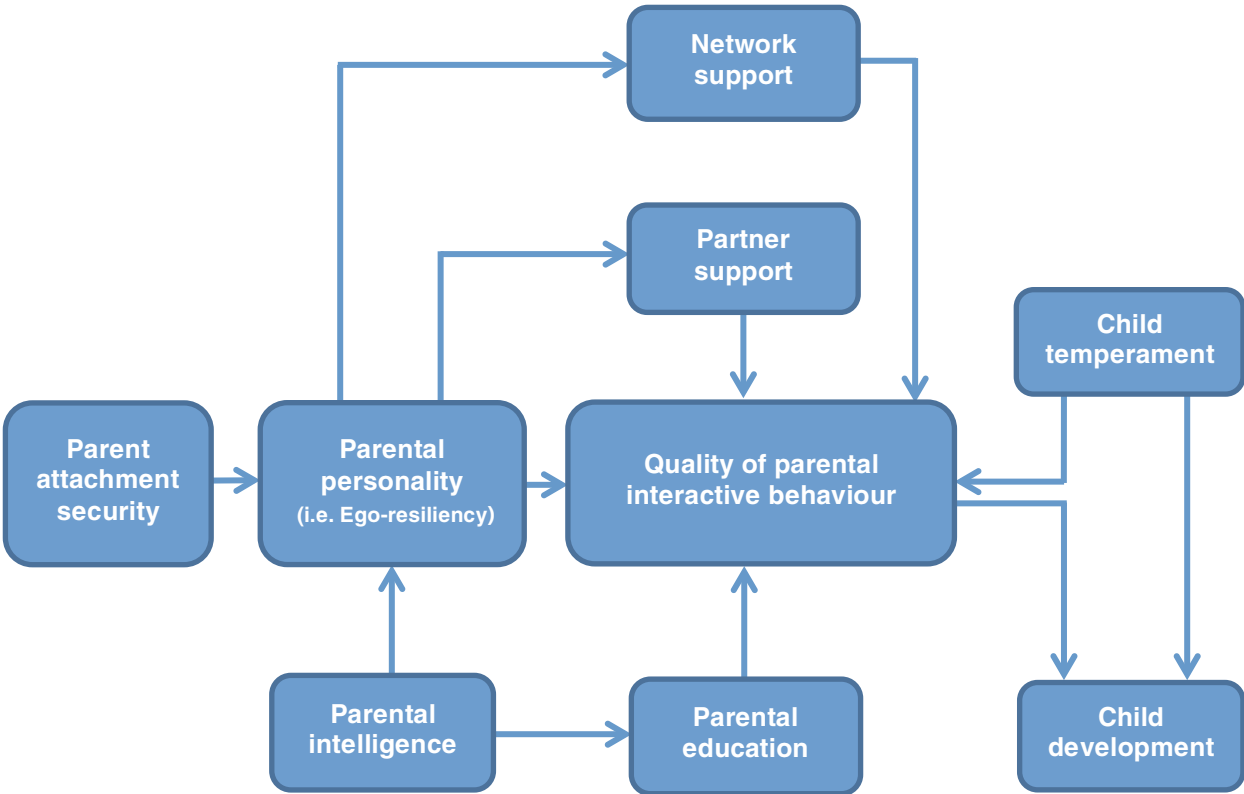 Network
support
Partner
support
Child
temperament
Parent
attachment
security
Parental
personality
(i.e. Ego-resiliency)
Quality of parental
interactive behaviour
Parental
intelligence
Parental
education
Child
development